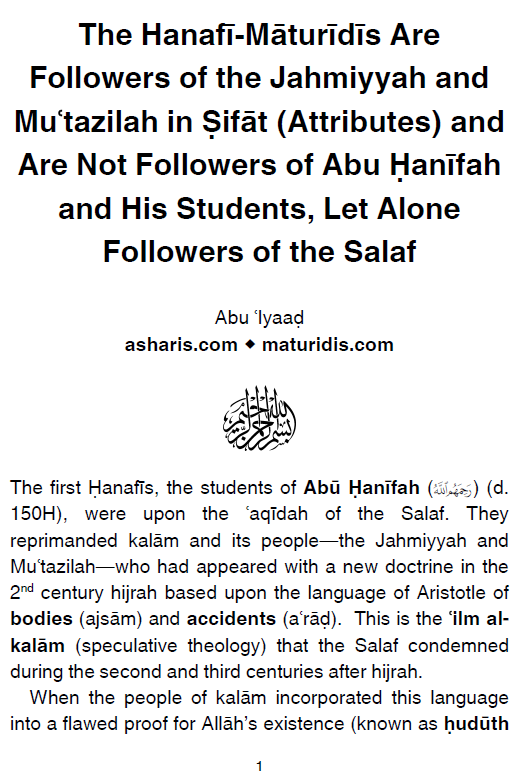 The Hanafī-Māturīdīs Are
Followers of the Jahmiyyah and
Muʿtazilah in Ṣifāt (Attributes) and
Are Not Followers of Abu Ḥanīfah
and His Students, Let Alone
Followers of the Salaf
Abu ʿIyaaḍ
asharis.com ◆ maturidis.com
بسم الله الرحمن الرحيم
The first Ḥanafīs, the students of Abū Ḥanīfah (رَحِمَهُمُ اللَّهُ) (d.
150H), were upon the ʿaqīdah of the Salaf. They
reprimanded kalām and its people—the Jahmiyyah and
Muʿtazilah—who had appeared with a new doctrine in the
2nd century hijrah based upon the language of Aristotle of
bodies (ajsām) and accidents (aʿrāḍ). This is the ʿilm al-
kalām (speculative theology) that the Salaf condemned
during the second and third centuries after hijrah.
When the people of kalām incorporated this language
into a flawed proof for Allāh’s existence (known as ḥudūth
1